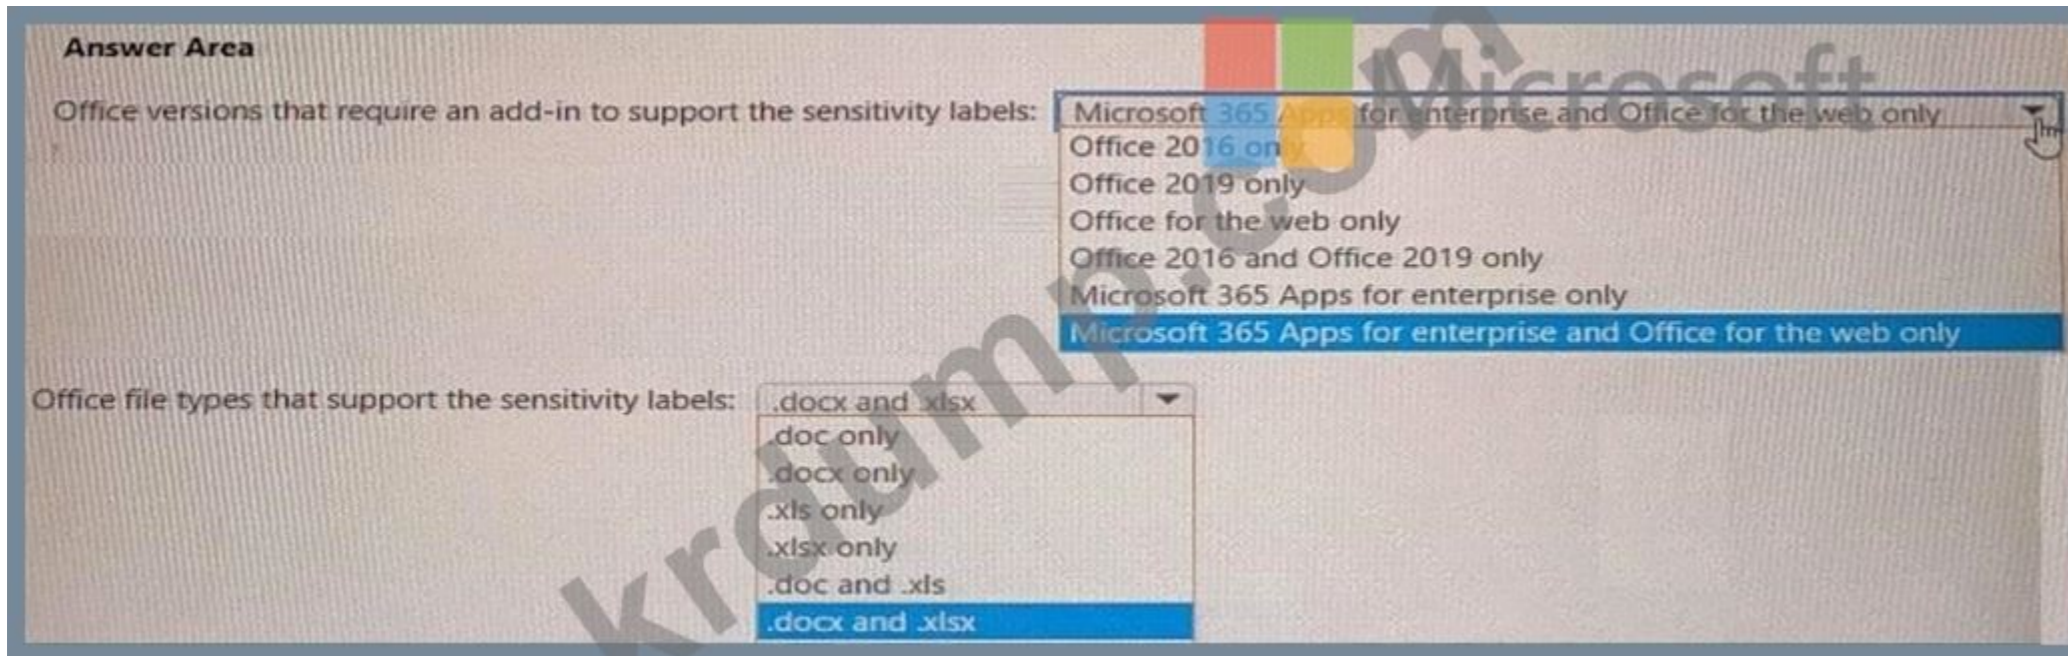 Answer Area
Microsoft
Office versions that require an add-in to support the sensitivity labels: Microsoft 365 Apps for enterprise and Office for the web only
Office 2016 only
Office 2019 only
Office for the web only
Office 2016 and Office 2019 only
Microsoft 365 Apps for enterprise only
Microsoft 365 Apps for enterprise and Office for the web only
Office file types that support the sensitivity labels: .docx and .xlsx
.doc only
.docx only
.xls only
.xlsx only
.doc and .xls
.docx and .xlsx
krdump.com